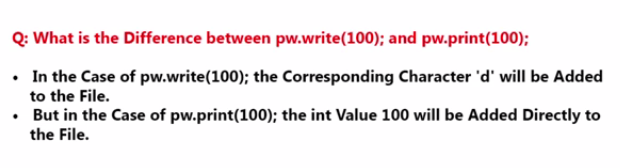 Q: What is the Difference between pw.write(100); and pw.print(100);
• In the Case of pw.write(100); the Corresponding Character 'd' will be Added
to the File.
• But in the Case of pw.print(100); the int Value 100 will be Added Directly to
the File.